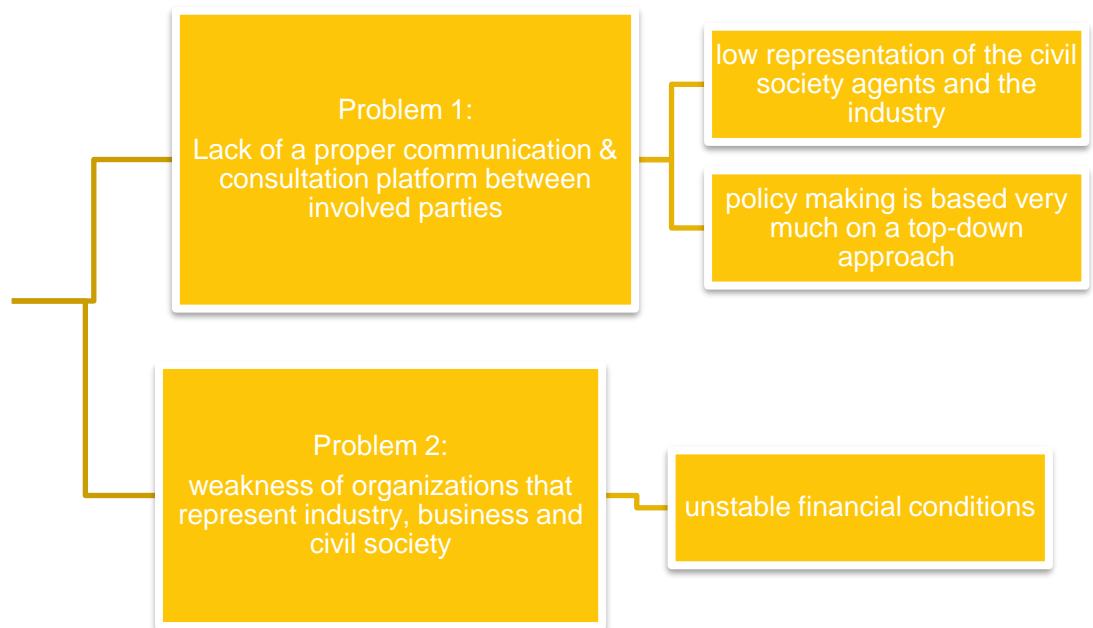 Problem 1:
Lack of a proper communication &
consultation platform between
involved parties
low representation of the civil
society agents and the
industry
policy making is based very
much on a top-down
approach
Problem 2:
weakness of organizations that
represent industry, business and
civil society
unstable financial conditions